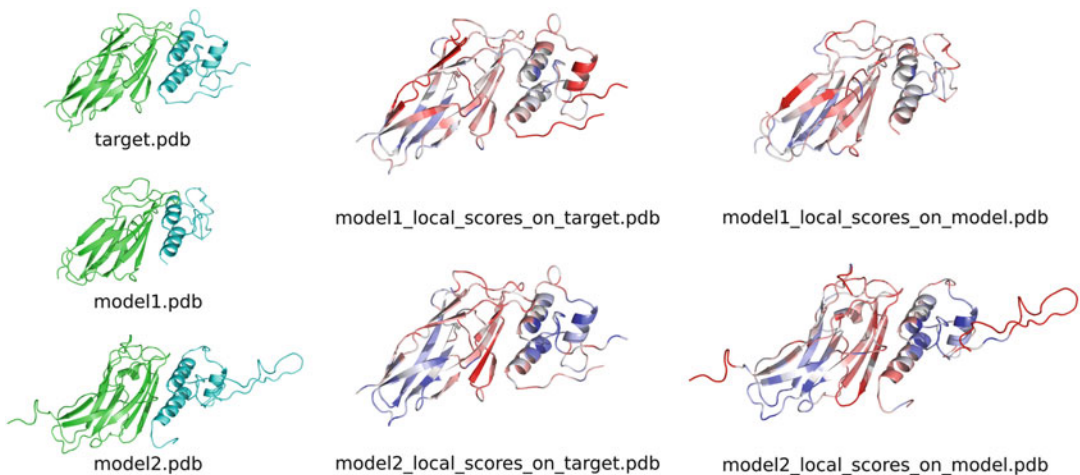 target.pdb
model1.pdb
model2.pdb
model1_local_scores_on_target.pdb
model1_local_scores_on_model.pdb
model2_local_scores_on_target.pdb
model2_local_scores_on_model.pdb